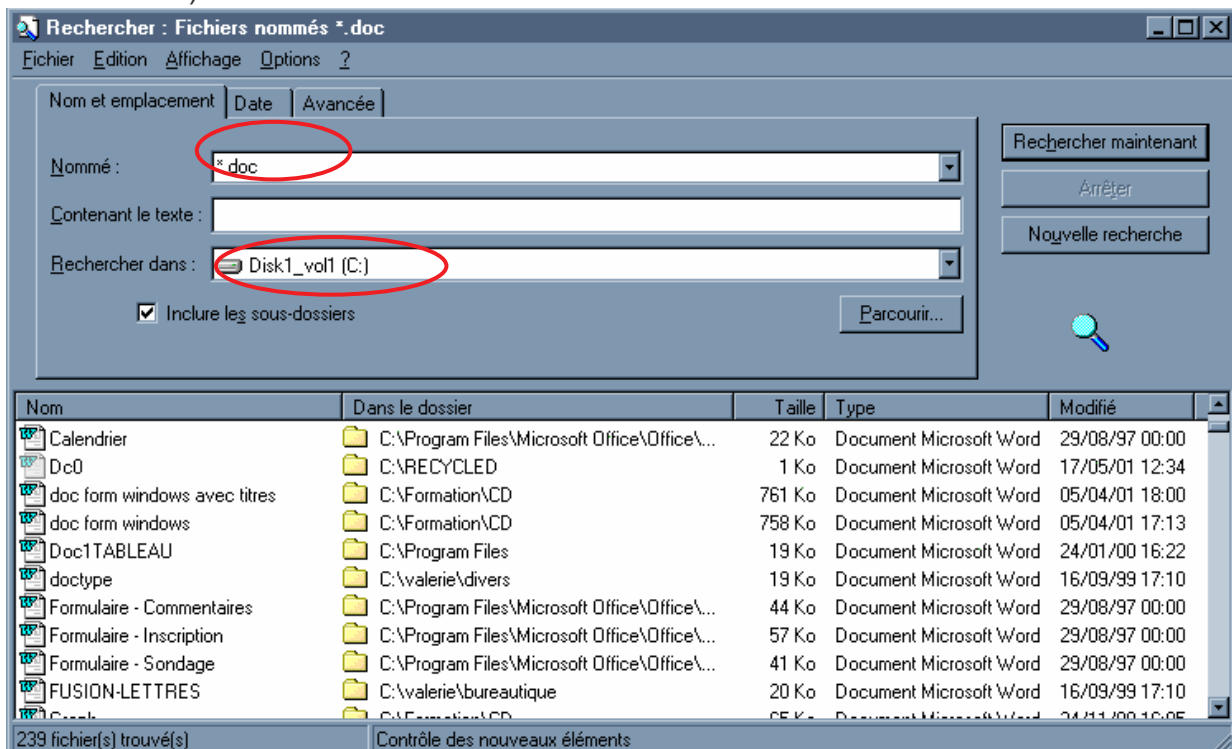 )
Rechercher : Fichiers nommés *.doc
Fichier Edition Affichage Options ?
Nom et emplacement Date Avancée
Nommé : *.doc
Rechercher maintenant
Contenant le texte :
Arrêter
Rechercher dans : Disk1_vol1 (C:)
Nouvelle recherche
Inclure les sous-dossiers
Parcourir...
Nom Dans le dossier Taille Type Modifié
Calendrier C:\Program Files\Microsoft Office\Office\... 22 Ko Document Microsoft Word 29/08/97 00:00
Dc0 C:\RECYCLED 1 Ko Document Microsoft Word 17/05/01 12:34
doc form windows avec titres C:\Formation\CD 761 Ko Document Microsoft Word 05/04/01 18:00
doc form windows C:\Formation\CD 758 Ko Document Microsoft Word 05/04/01 17:13
Doc1TABLEAU C:\Program Files 19 Ko Document Microsoft Word 24/01/00 16:22
doctype C:\valerie\divers 19 Ko Document Microsoft Word 16/09/99 17:10
Formulaire - Commentaires C:\Program Files\Microsoft Office\Office\... 44 Ko Document Microsoft Word 29/08/97 00:00
Formulaire - Inscription C:\Program Files\Microsoft Office\Office\... 57 Ko Document Microsoft Word 29/08/97 00:00
Formulaire - Sondage C:\Program Files\Microsoft Office\Office\... 41 Ko Document Microsoft Word 29/08/97 00:00
FUSION-LETTRES C:\valerie\bureautique 20 Ko Document Microsoft Word 16/09/99 17:10
C:\Formation\CD Document Microsoft Word
239 fichier(s) trouvé(s) Contrôle des nouveaux éléments